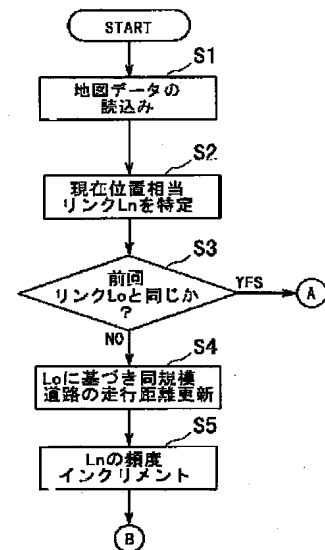 START
S1
地図データの
読込み
S2
現在位置相当
リンクLnを特定
S3
前回
リンクLoと同じか
?
YES
A
NO
S4
Loに基づき同規模
道路の走行距離更新
S5
Lnの頻度
インクリメント
B